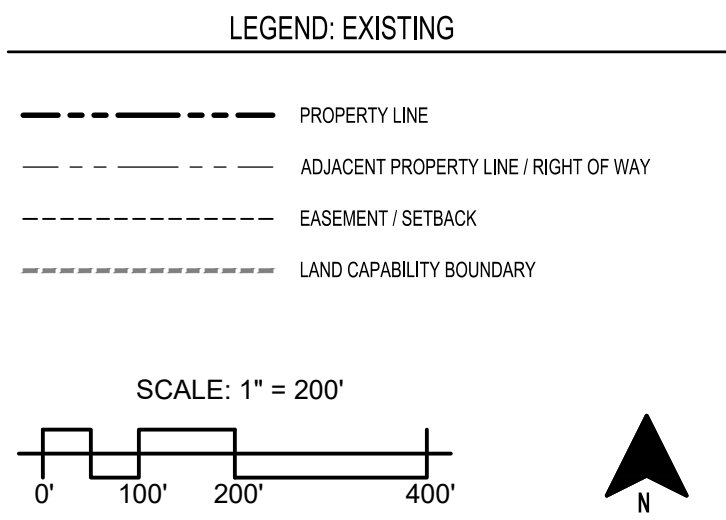 LEGEND: EXISTING
PROPERTY LINE
ADJACENT PROPERTY LINE / RIGHT OF WAY
EASEMENT / SETBACK
LAND CAPABILITY BOUNDARY
SCALE: 1" = 200'
0' 100' 200' 400'
N